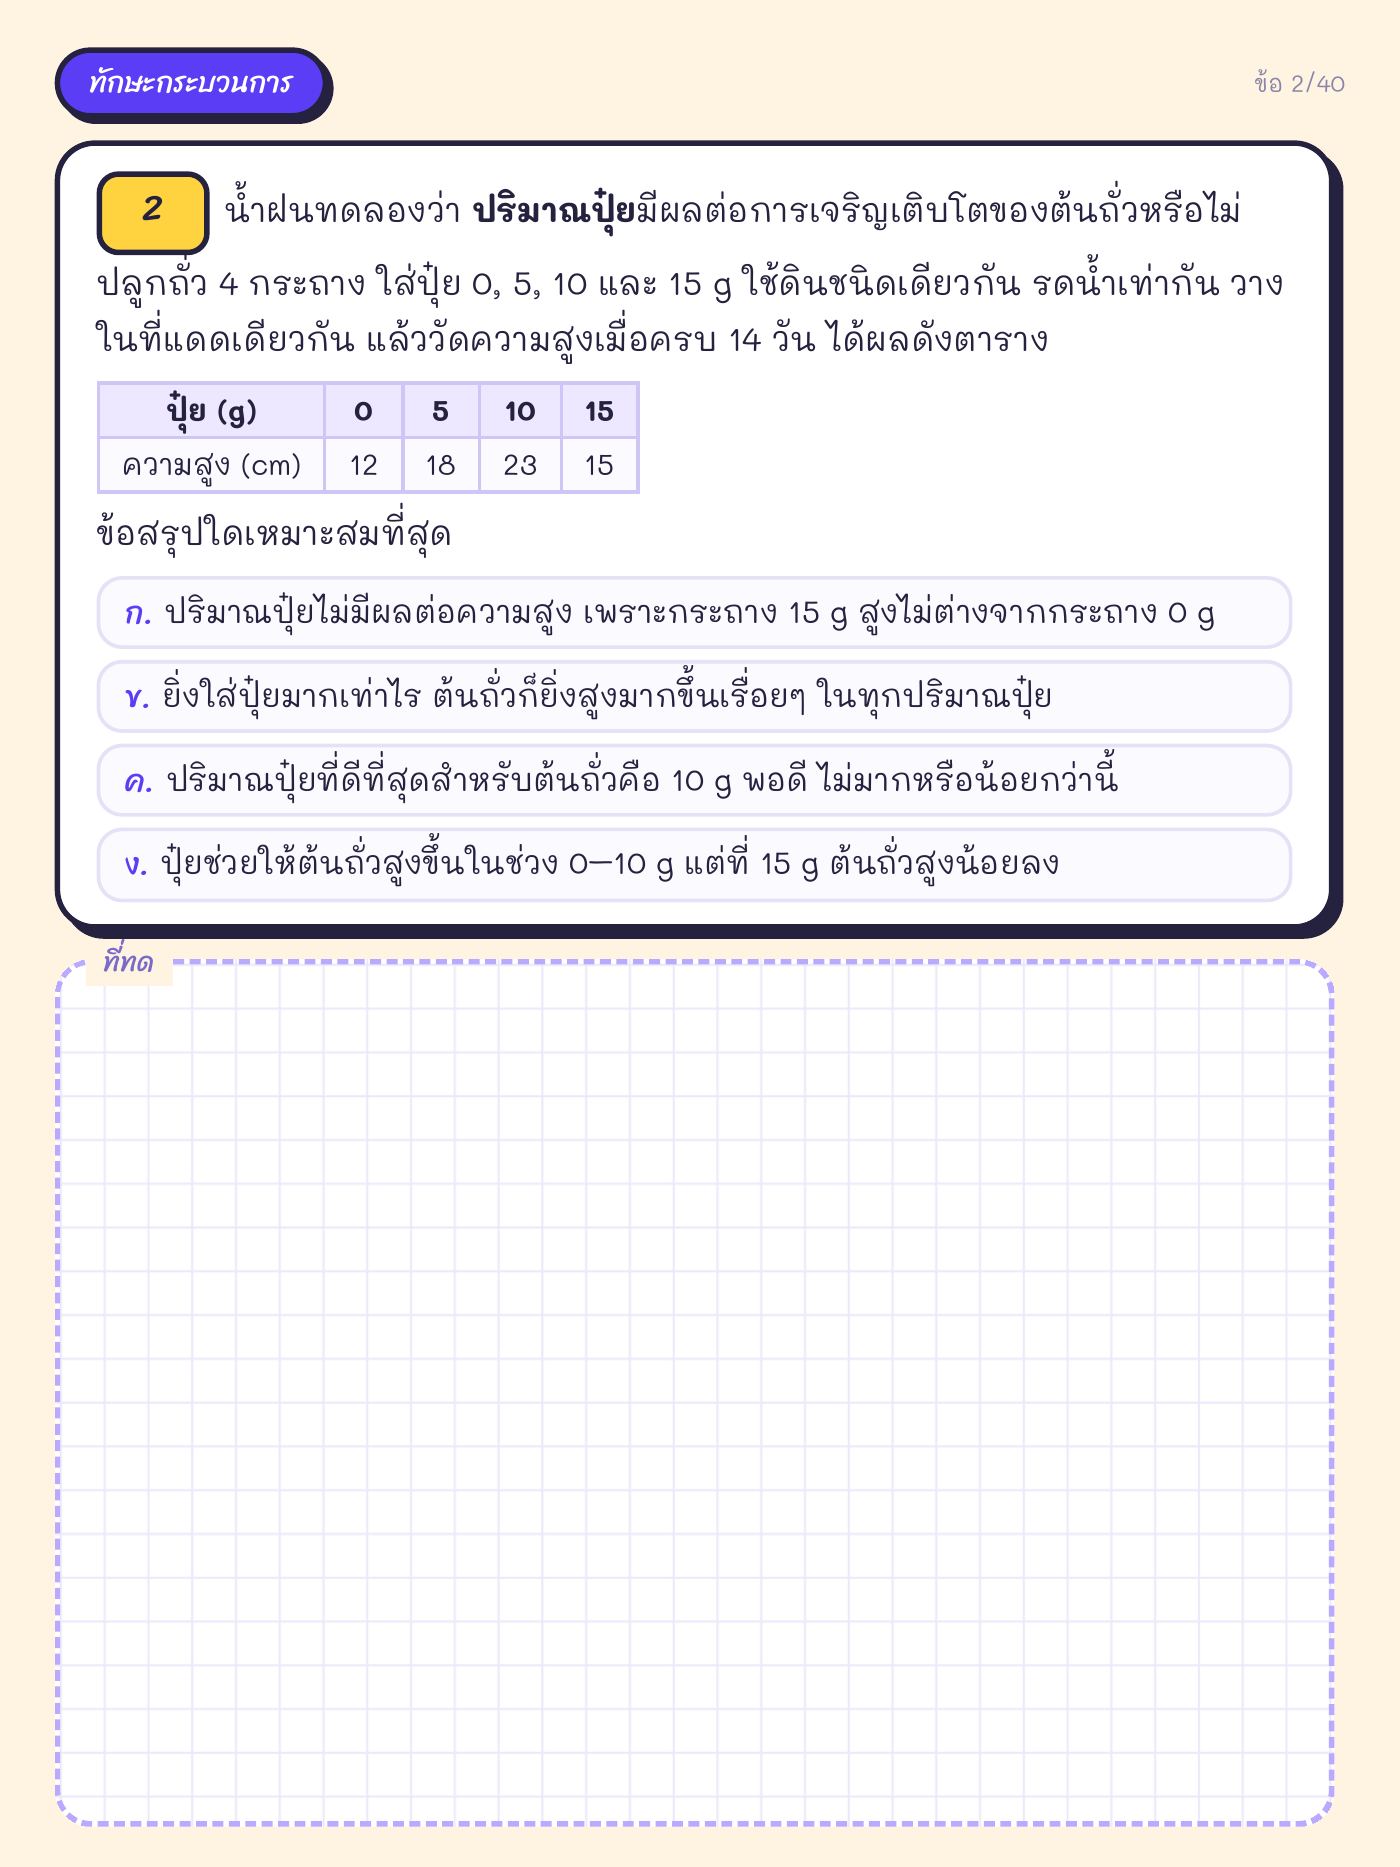 ทักษะกระบวนการ
ข้อ 2/40
2 น้ำฝนทดลองว่า ปริมาณปุ๋ยมีผลต่อการเจริญเติบโตของต้นถั่วหรือไม่
ปลูกถั่ว 4 กระถาง ใส่ปุ๋ย 0, 5, 10 และ 15 g ใช้ดินชนิดเดียวกัน รดน้ำเท่ากัน วาง
ในที่แดดเดียวกัน แล้ววัดความสูงเมื่อครบ 14 วัน ได้ผลดังตาราง
ปุ๋ย (g) 0 5 10 15
ความสูง (cm) 12 18 23 15
ข้อสรุปใดเหมาะสมที่สุด
ก. ปริมาณปุ๋ยไม่มีผลต่อความสูง เพราะกระถาง 15 g สูงไม่ต่างจากกระถาง 0 g
ข. ยิ่งใส่ปุ๋ยมากเท่าไร ต้นถั่วก็ยิ่งสูงมากขึ้นเรื่อยๆ ในทุกปริมาณปุ๋ย
ค. ปริมาณปุ๋ยที่ดีที่สุดสำหรับต้นถั่วคือ 10 g พอดี ไม่มากหรือน้อยกว่านี้
ง. ปุ๋ยช่วยให้ต้นถั่วสูงขึ้นในช่วง 0–10 g แต่ที่ 15 g ต้นถั่วสูงน้อยลง
ที่ทด